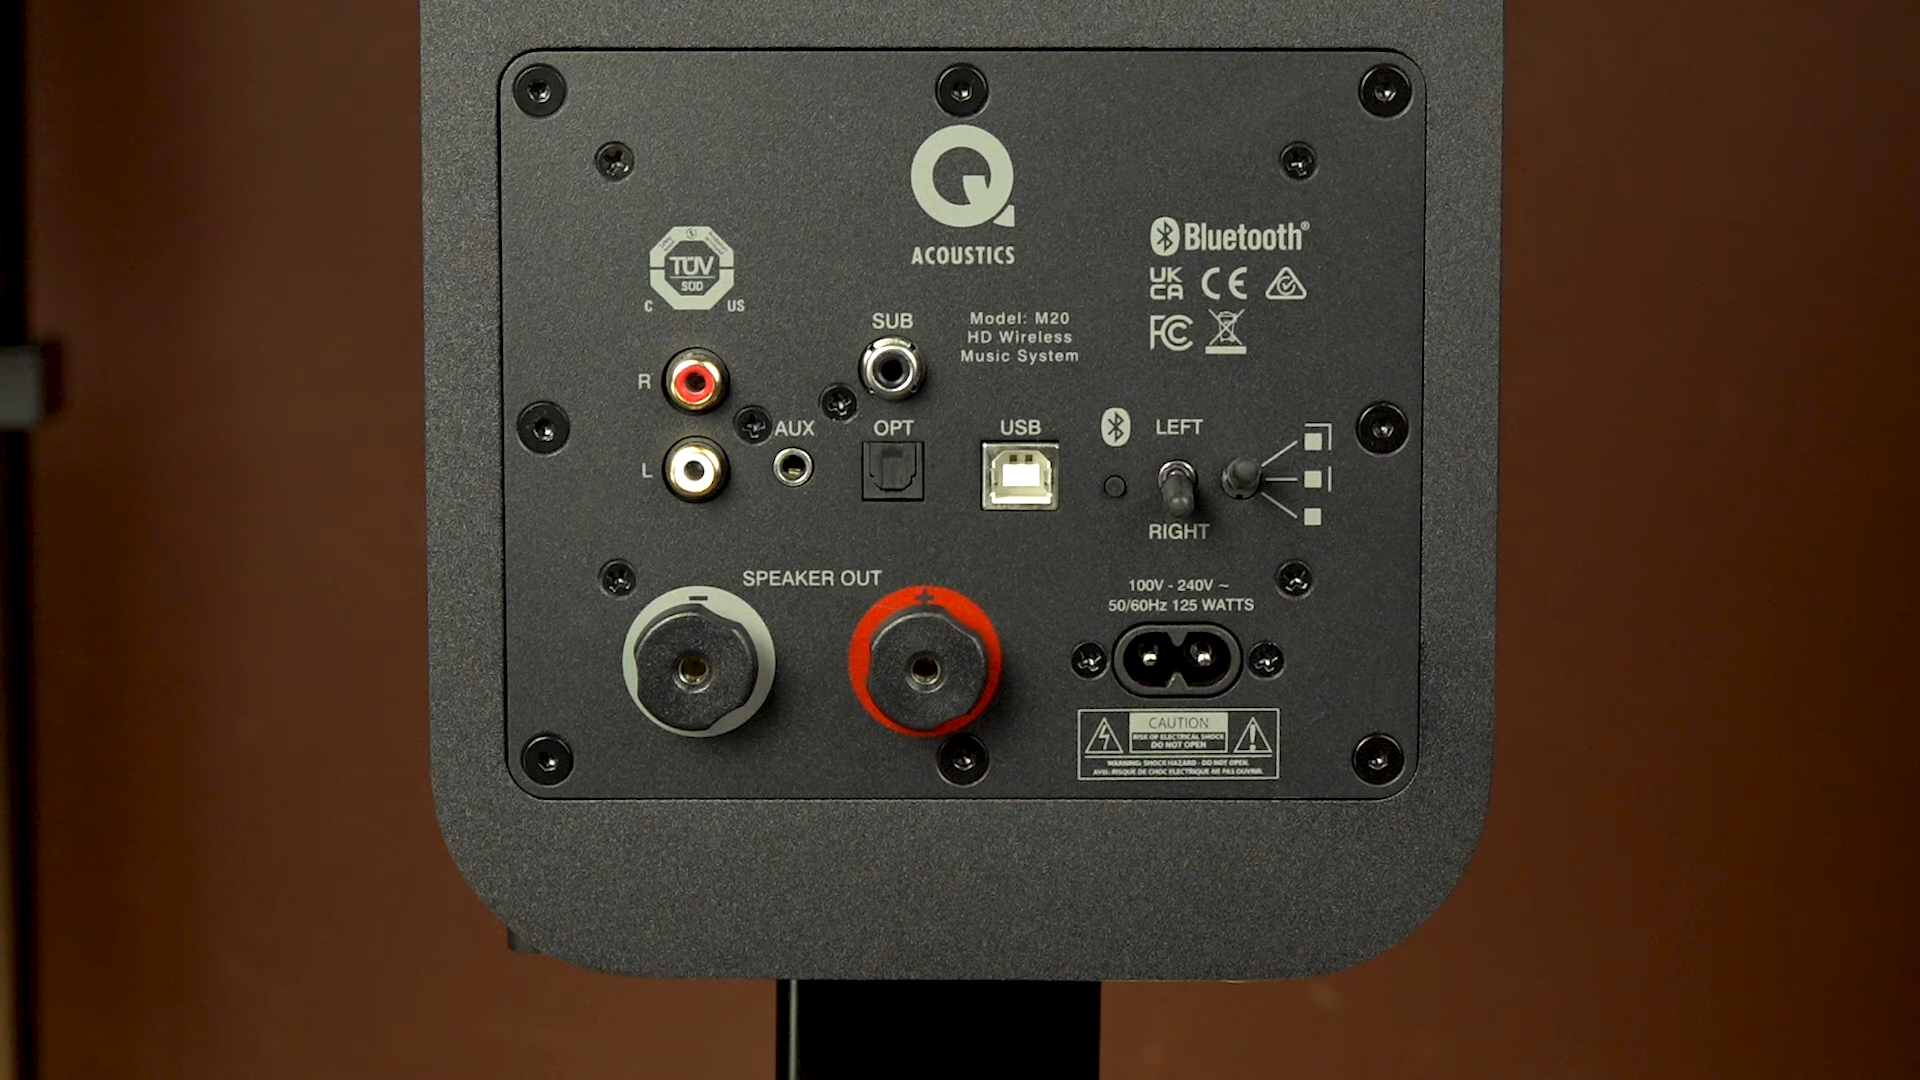 Q
ACOUSTICS
TÜV
SÜD
C US
Bluetooth®
UK
CA
CE
FC
Model: M20
HD Wireless
Music System
SUB
R
L
AUX
OPT
USB
LEFT
RIGHT
SPEAKER OUT
-
+
100V - 240V ~
50/60Hz 125 WATTS
CAUTION
RISK OF ELECTRICAL SHOCK
DO NOT OPEN
WARNING: SHOCK HAZARD - DO NOT OPEN.
AVIS: RISQUE DE CHOC ELECTRIQUE NE PAS OUVRIR.